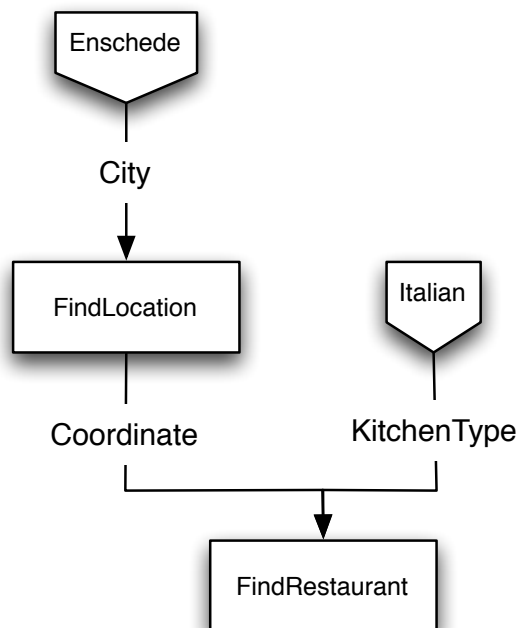 Enschede
City
FindLocation
Italian
Coordinate
KitchenType
FindRestaurant